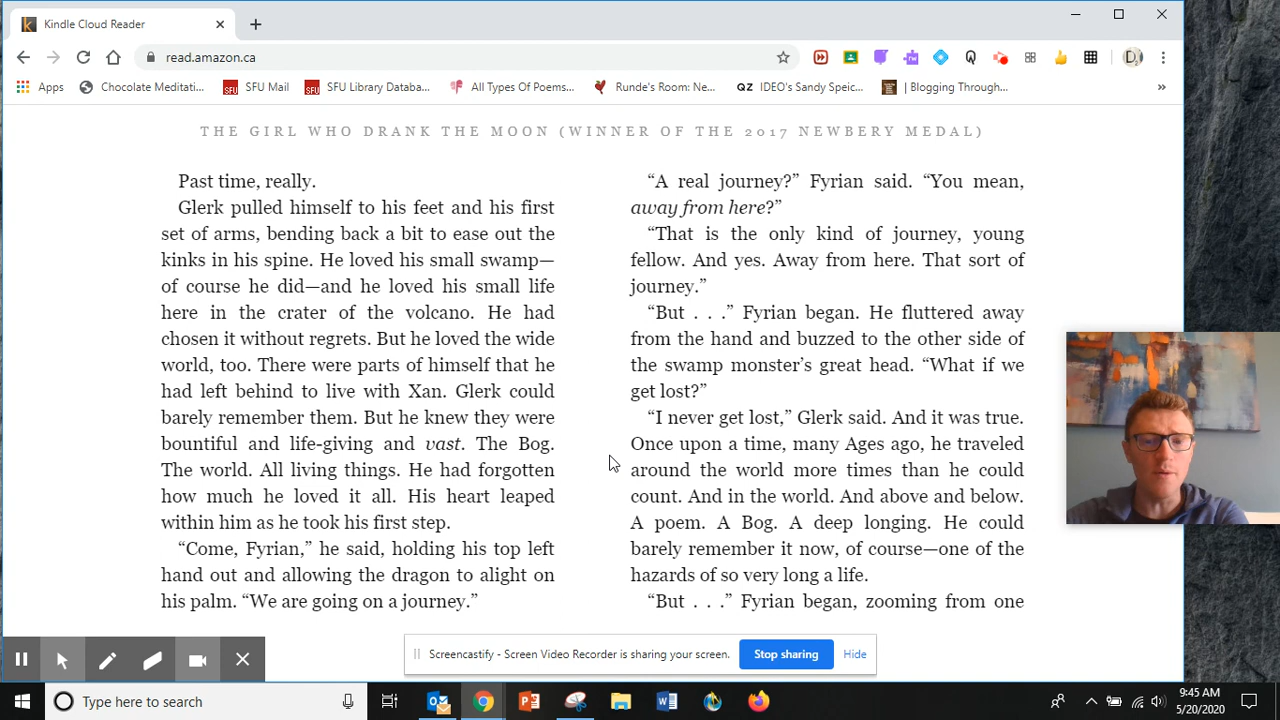 Kindle Cloud Reader
read.amazon.ca
Apps
Chocolate Meditati...
SFU Mail
SFU Library Databa...
All Types Of Poems...
Runde's Room: Ne...
QZ IDEO's Sandy Speic...
| Blogging Through...
»
THE GIRL WHO DRANK THE MOON (WINNER OF THE 2017 NEWBERY MEDAL)
Past time, really.
Glerk pulled himself to his feet and his first
set of arms, bending back a bit to ease out the
kinks in his spine. He loved his small swamp—
of course he did—and he loved his small life
here in the crater of the volcano. He had
chosen it without regrets. But he loved the wide
world, too. There were parts of himself that he
had left behind to live with Xan. Glerk could
barely remember them. But he knew they were
bountiful and life-giving and vast. The Bog.
The world. All living things. He had forgotten
how much he loved it all. His heart leaped
within him as he took his first step.
“Come, Fyrian,” he said, holding his top left
hand out and allowing the dragon to alight on
his palm. “We are going on a journey.”
“A real journey?” Fyrian said. “You mean,
away from here?”
“That is the only kind of journey, young
fellow. And yes. Away from here. That sort of
journey.”
“But . . .” Fyrian began. He fluttered away
from the hand and buzzed to the other side of
the swamp monster’s great head. “What if we
get lost?”
“I never get lost,” Glerk said. And it was true.
Once upon a time, many Ages ago, he traveled
around the world more times than he could
count. And in the world. And above and below.
A poem. A Bog. A deep longing. He could
barely remember it now, of course—one of the
hazards of so very long a life.
“But . . .” Fyrian began, zooming from one
Screencastify - Screen Video Recorder is sharing your screen.
Stop sharing
Hide
Type here to search
9:45 AM
5/20/2020